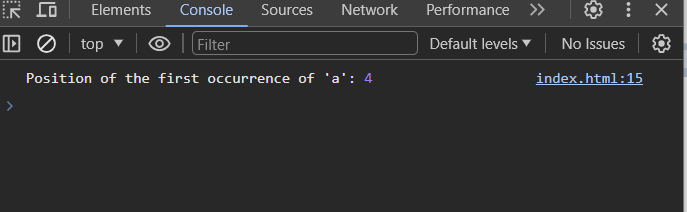 Elements Console Sources Network Performance
top Filter Default levels No Issues
Position of the first occurrence of 'a': 4 index.html:15